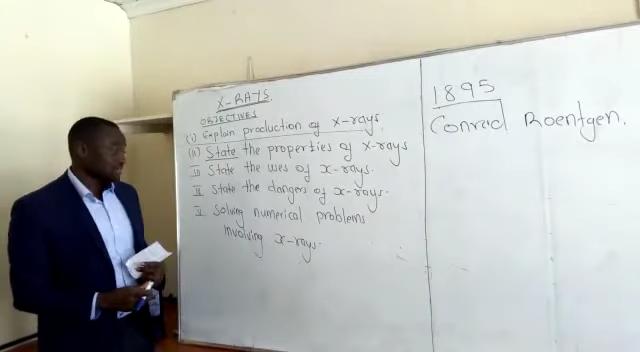 X-RAYS
OBJECTIVES
(i) Explain production of x-rays.
(ii) State the properties of x-rays
iii State the uses of x-rays.
iv State the dangers of x-rays.
v Solving numerical problems
involving x-rays.
1895
Conrad Roentgen.